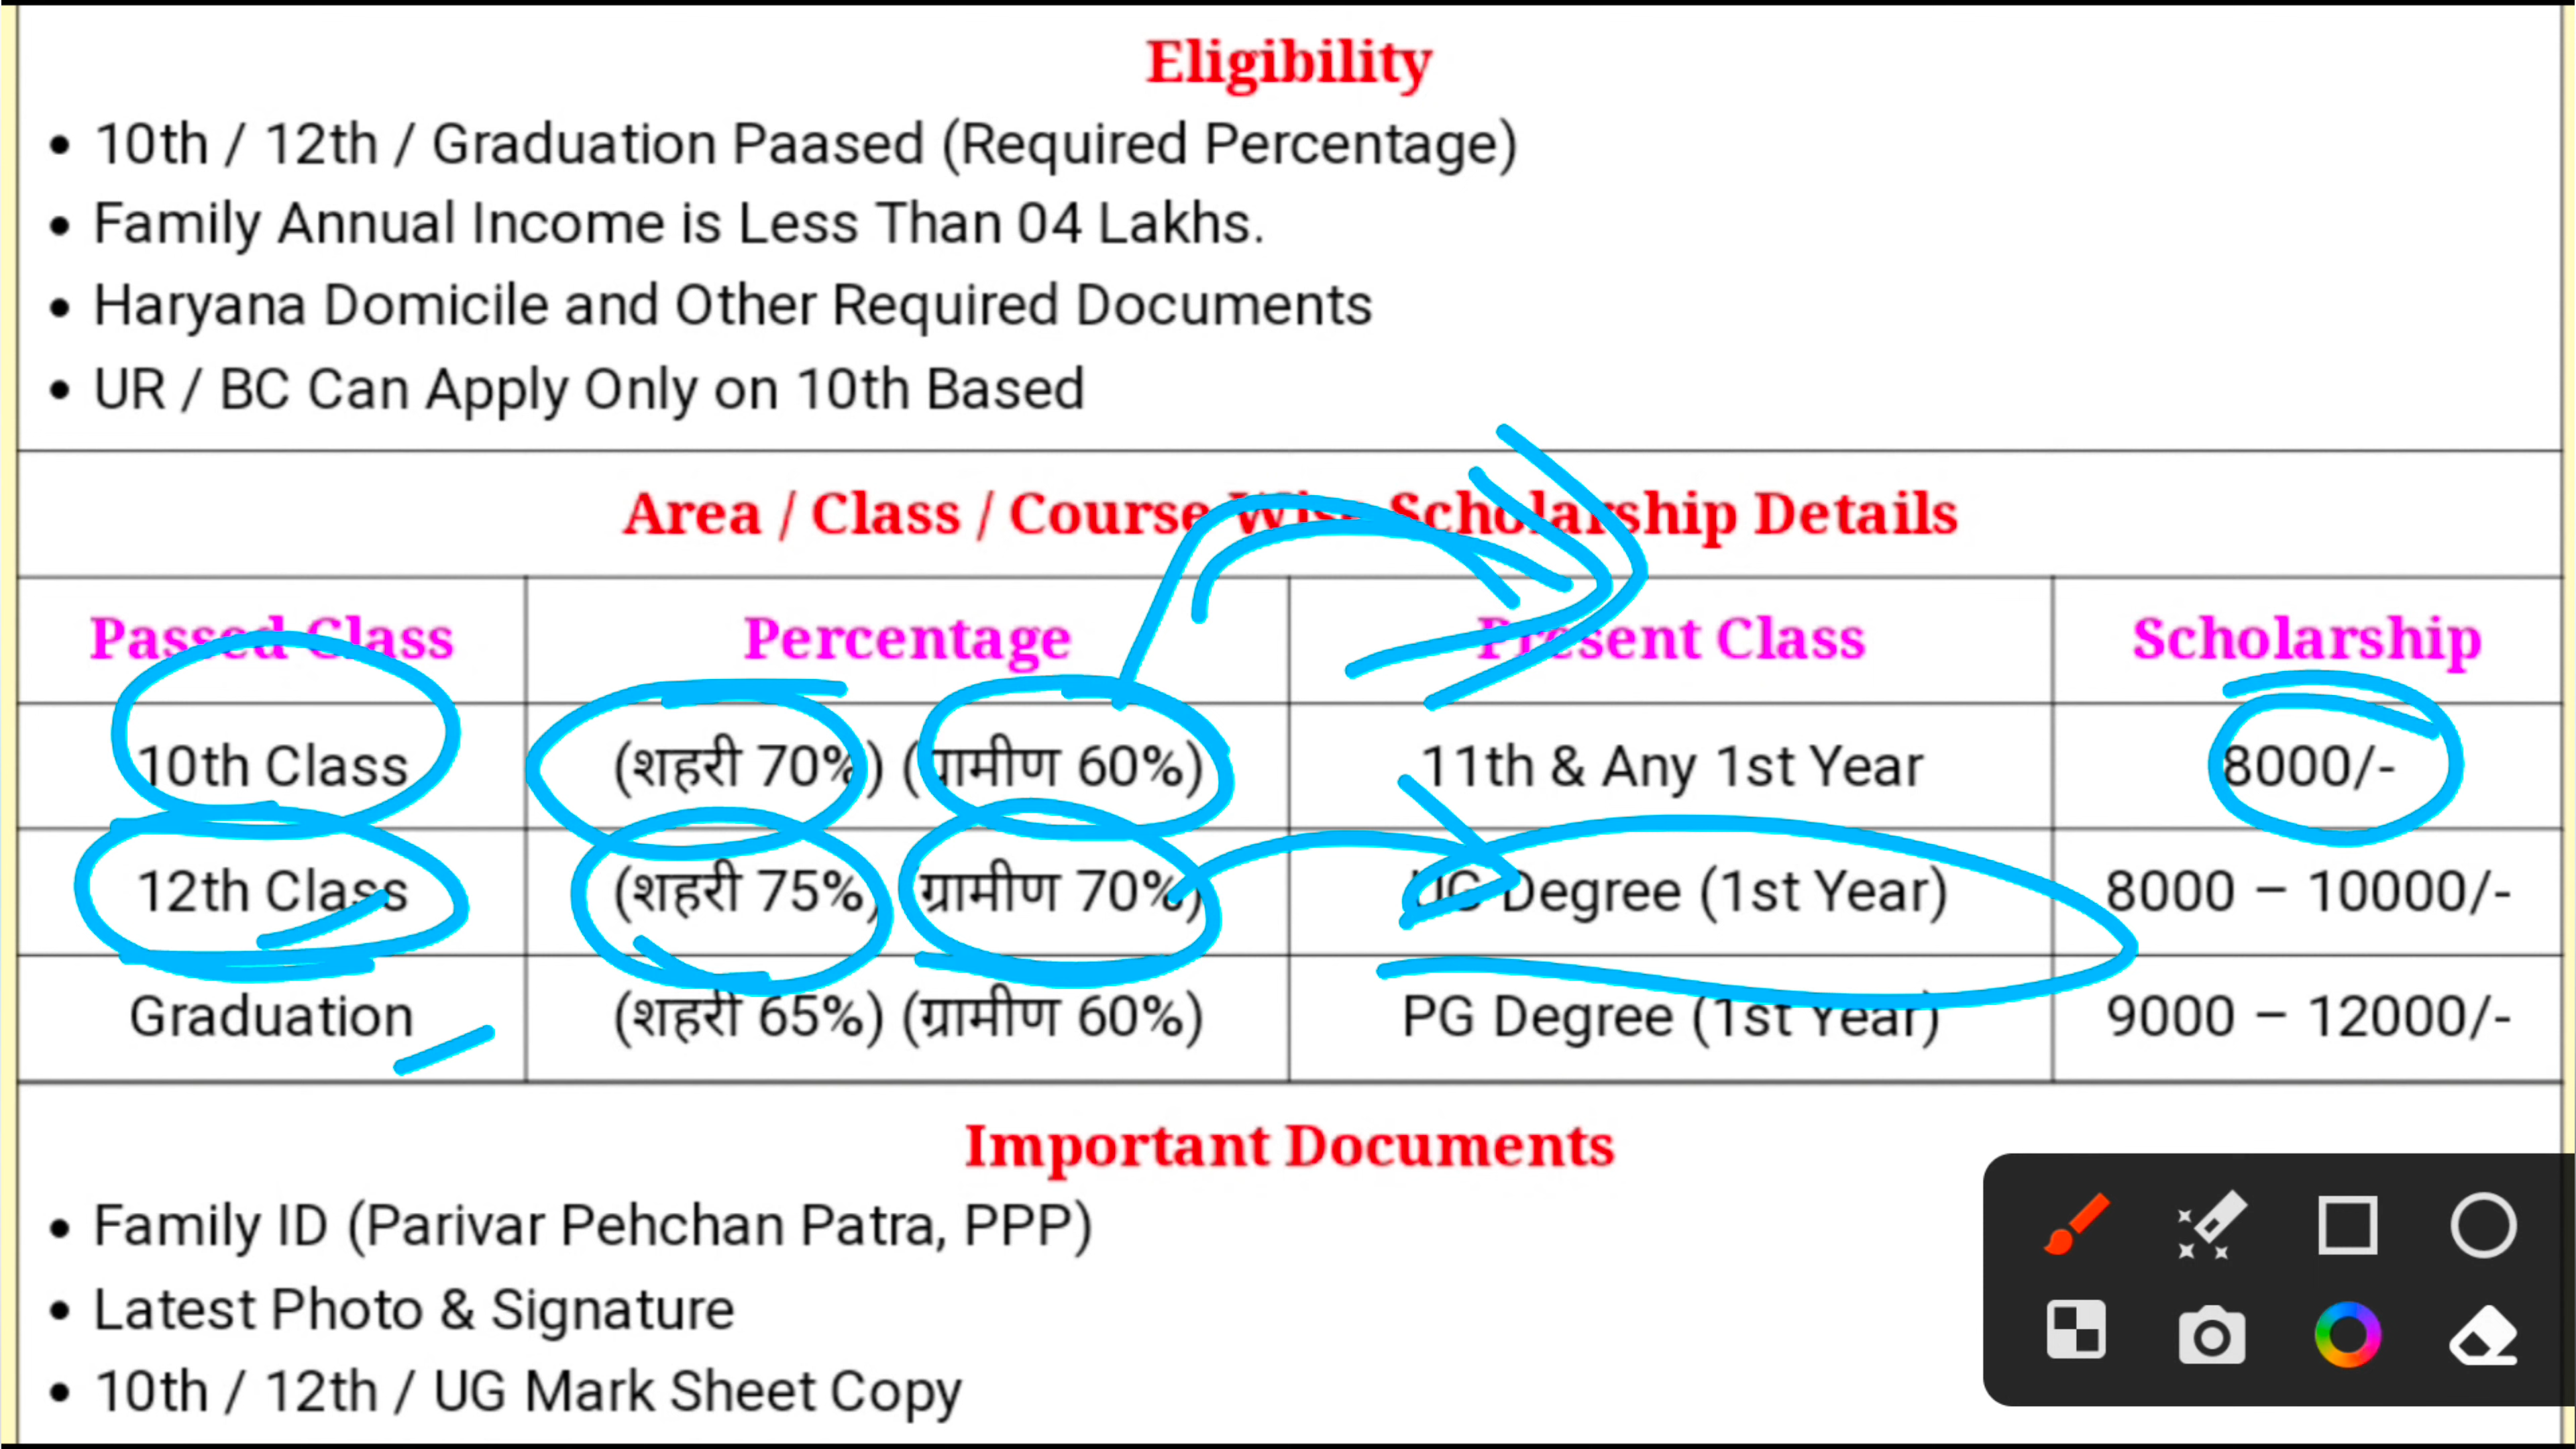 Eligibility
• 10th / 12th / Graduation Paased (Required Percentage)
• Family Annual Income is Less Than 04 Lakhs.
• Haryana Domicile and Other Required Documents
• UR / BC Can Apply Only on 10th Based
Area / Class / Course Wise Scholarship Details
Passed Class Percentage Present Class Scholarship
10th Class (शहरी 70%) (ग्रामीण 60%) 11th & Any 1st Year 8000/-
12th Class (शहरी 75%) (ग्रामीण 70%) UG Degree (1st Year) 8000 – 10000/-
Graduation (शहरी 65%) (ग्रामीण 60%) PG Degree (1st Year) 9000 – 12000/-
Important Documents
• Family ID (Parivar Pehchan Patra, PPP)
• Latest Photo & Signature
• 10th / 12th / UG Mark Sheet Copy